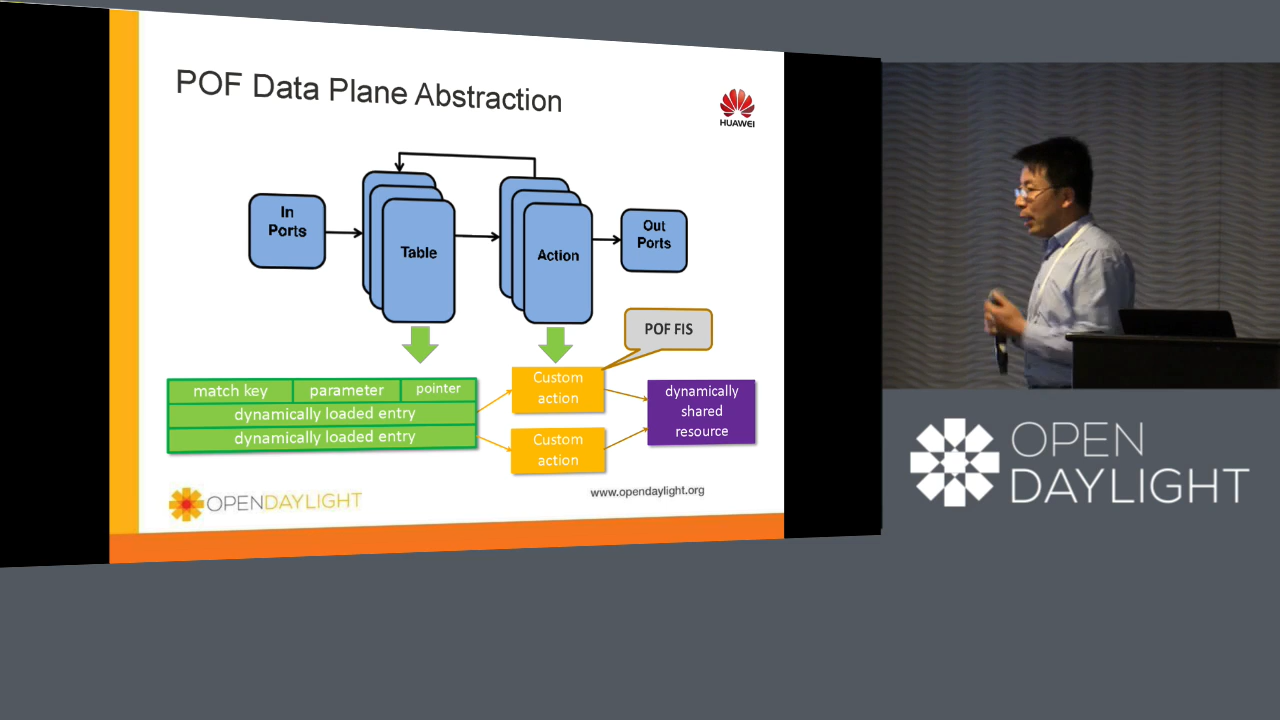 POF Data Plane Abstraction
HUAWEI
In
Ports
Table
Action
Out
Ports
POF FIS
match key
parameter
pointer
dynamically loaded entry
dynamically loaded entry
Custom
action
Custom
action
dynamically
shared
resource
OPENDAYLIGHT
www.opendaylight.org
OPEN
DAYLIGHT